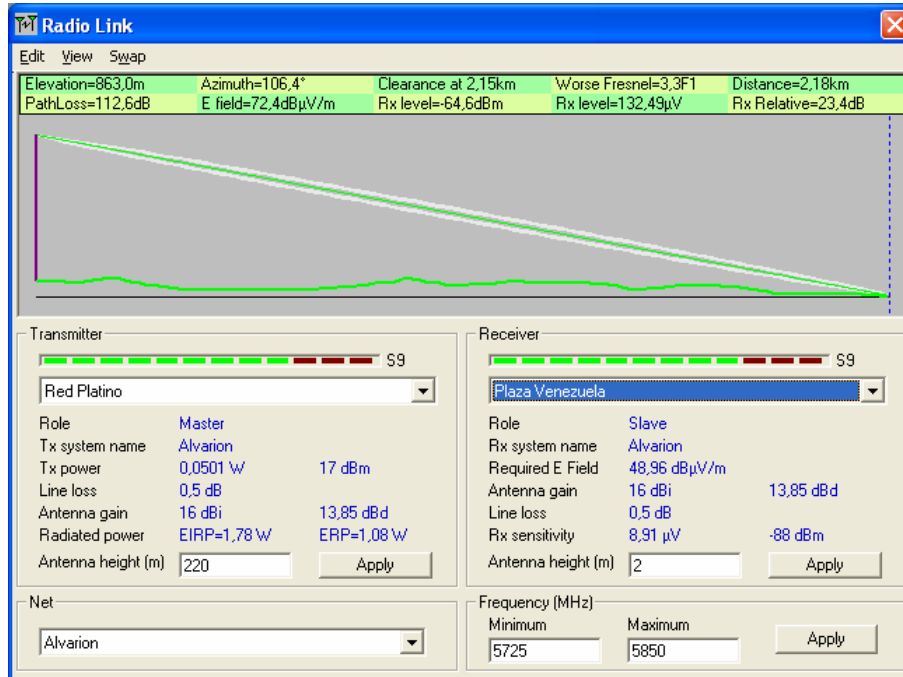 Radio Link
Edit View Swap
Elevation=863,0m Azimuth=106,4° Clearance at 2,15km Worse Fresnel=3,3F1 Distance=2,18km
PathLoss=112,6dB E field=72,4dBµV/m Rx level=-64,6dBm Rx level=132,49µV Rx Relative=23,4dB
Transmitter
S9
Red Platino
Role Master
Tx system name Alvarion
Tx power 0,0501 W 17 dBm
Line loss 0,5 dB
Antenna gain 16 dBi 13,85 dBd
Radiated power EIRP=1,78 W ERP=1,08 W
Antenna height (m) 220 Apply
Receiver
S9
Plaza Venezuela
Role Slave
Rx system name Alvarion
Required E Field 48,96 dBµV/m
Antenna gain 16 dBi 13,85 dBd
Line loss 0,5 dB
Rx sensitivity 8,91 µV -88 dBm
Antenna height (m) 2 Apply
Net
Alvarion
Frequency (MHz)
Minimum Maximum
5725 5850 Apply